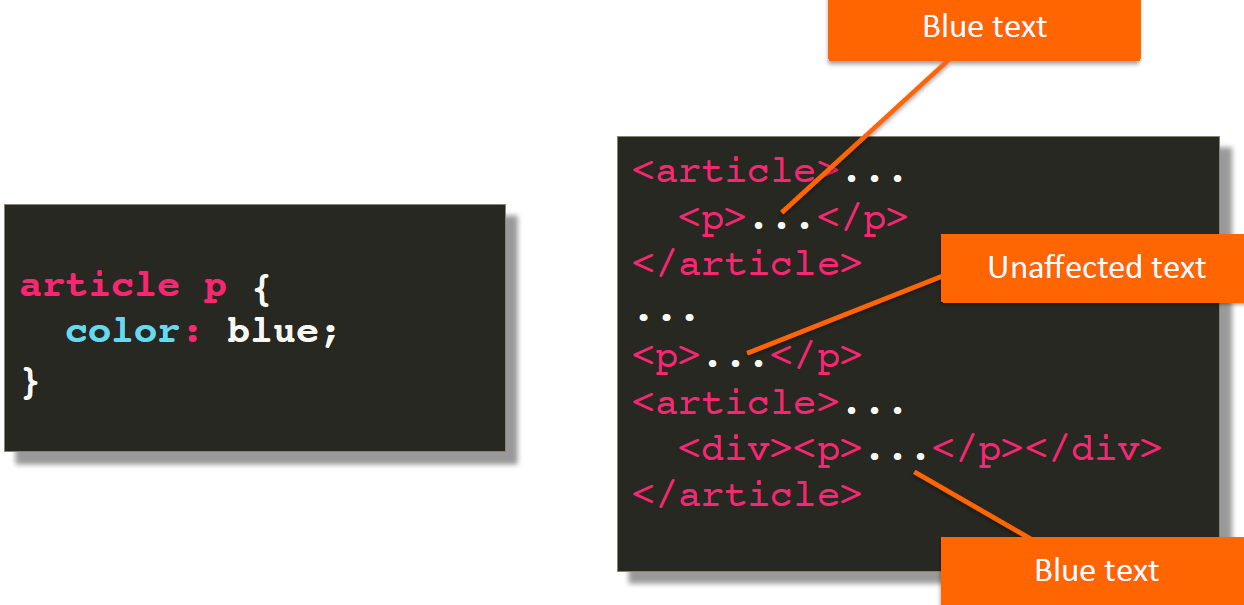 Blue text
article p {
  color: blue;
}
<article>...
  <p>...</p>
</article>
...
<p>...</p>
<article>...
  <div><p>...</p></div>
</article>
Unaffected text
Blue text